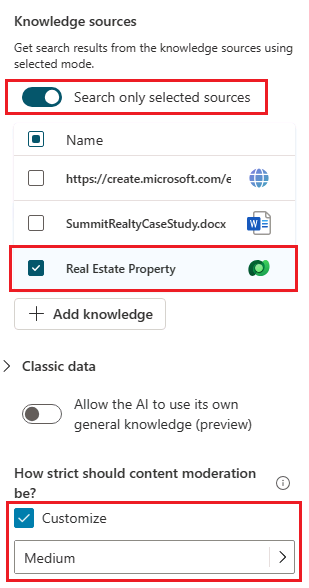 Knowledge sources
Get search results from the knowledge sources using
selected mode.
Search only selected sources
Name
https://create.microsoft.com/e
SummitRealtyCaseStudy.docx
Real Estate Property
+ Add knowledge
Classic data
Allow the AI to use its own
general knowledge (preview)
How strict should content moderation
be?
Customize
Medium